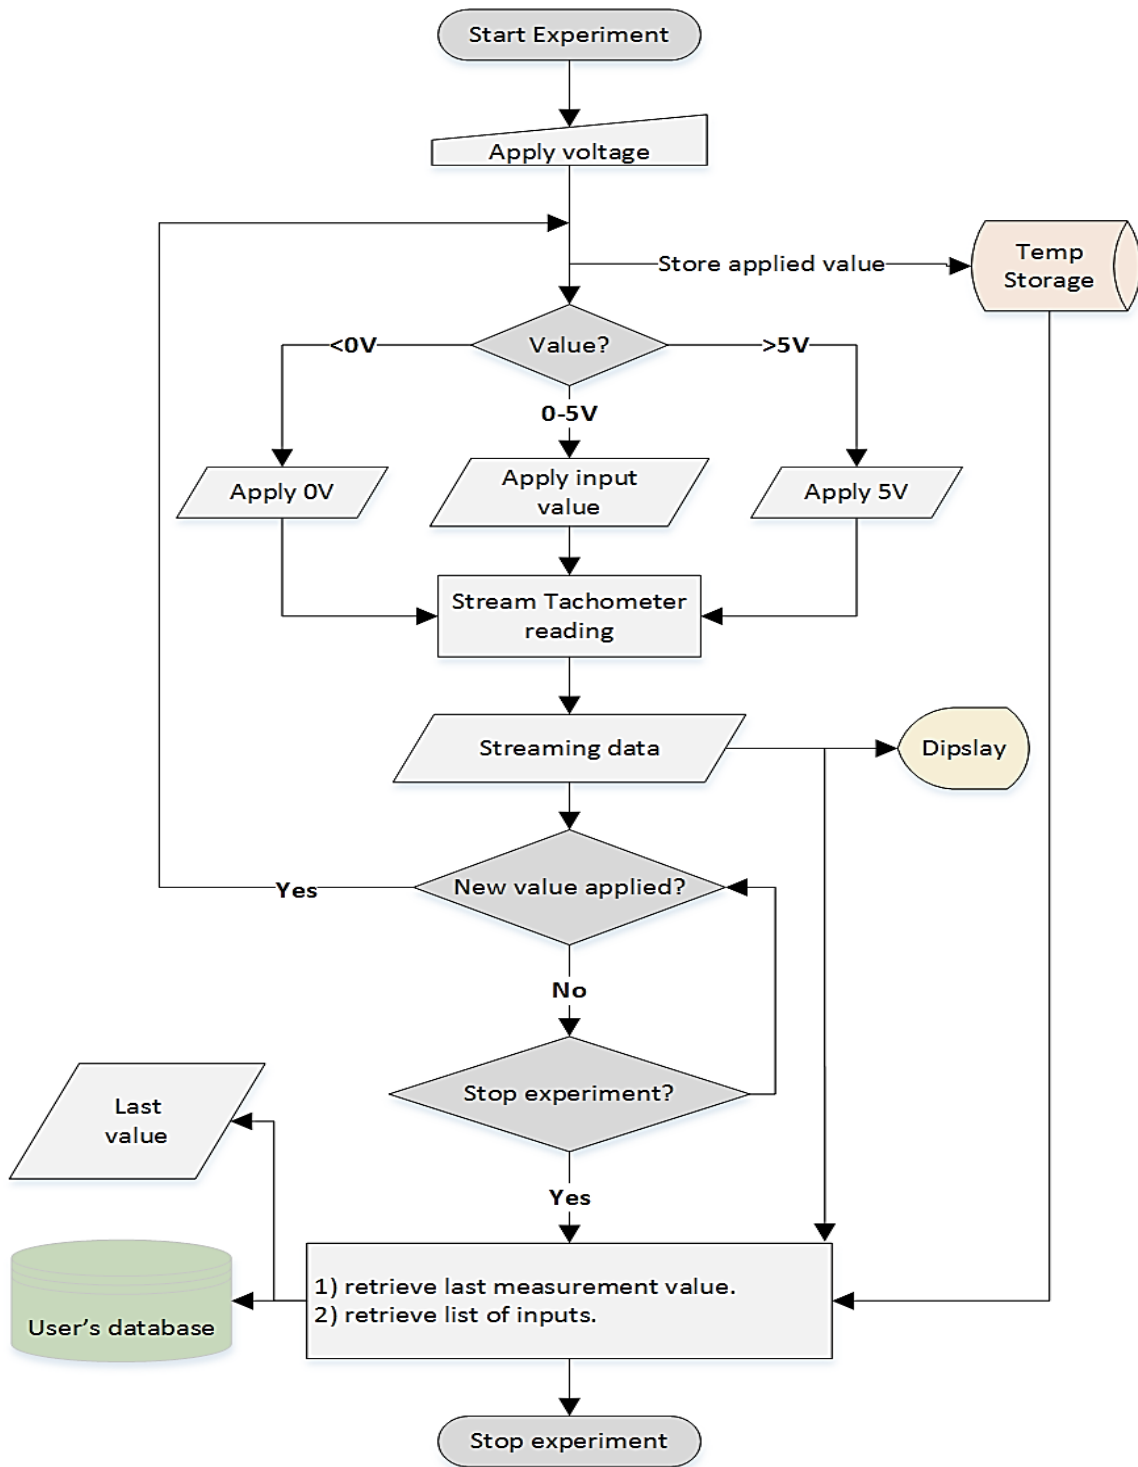 Start Experiment
Apply voltage
Store applied value
Temp
Storage
Value?
<0V
>5V
0-5V
Apply 0V
Apply input
value
Apply 5V
Stream Tachometer
reading
Streaming data
Dipslay
New value applied?
Yes
No
Stop experiment?
Last
value
Yes
1) retrieve last measurement value.
2) retrieve list of inputs.
User's database
Stop experiment